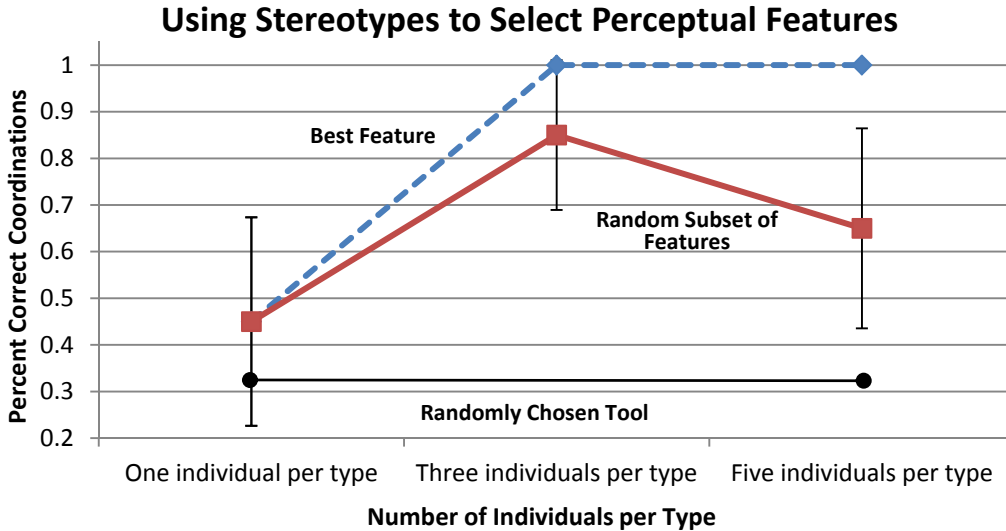 Using Stereotypes to Select Perceptual Features
Percent Correct Coordinations
1
0.9
0.8
0.7
0.6
0.5
0.4
0.3
0.2
Best Feature
Random Subset of
Features
Randomly Chosen Tool
One individual per type
Three individuals per type
Five individuals per type
Number of Individuals per Type